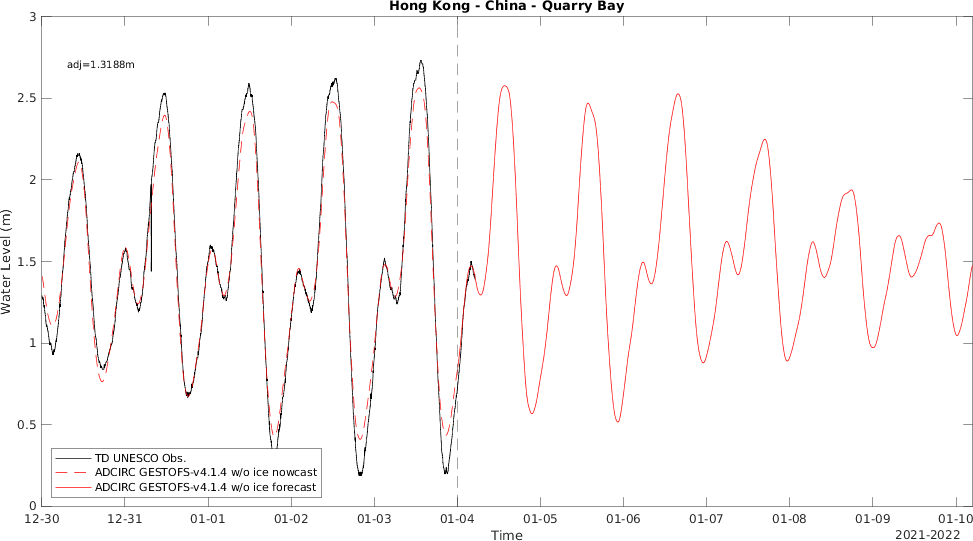 Hong Kong - China - Quarry Bay
adj=1.3188m
Water Level (m)
3
2.5
2
1.5
1
0.5
0
TD UNESCO Obs.
ADCIRC GESTOFS-v4.1.4 w/o ice nowcast
ADCIRC GESTOFS-v4.1.4 w/o ice forecast
12-30 12-31 01-01 01-02 01-03 01-04 01-05 01-06 01-07 01-08 01-09 01-10
Time
2021-2022